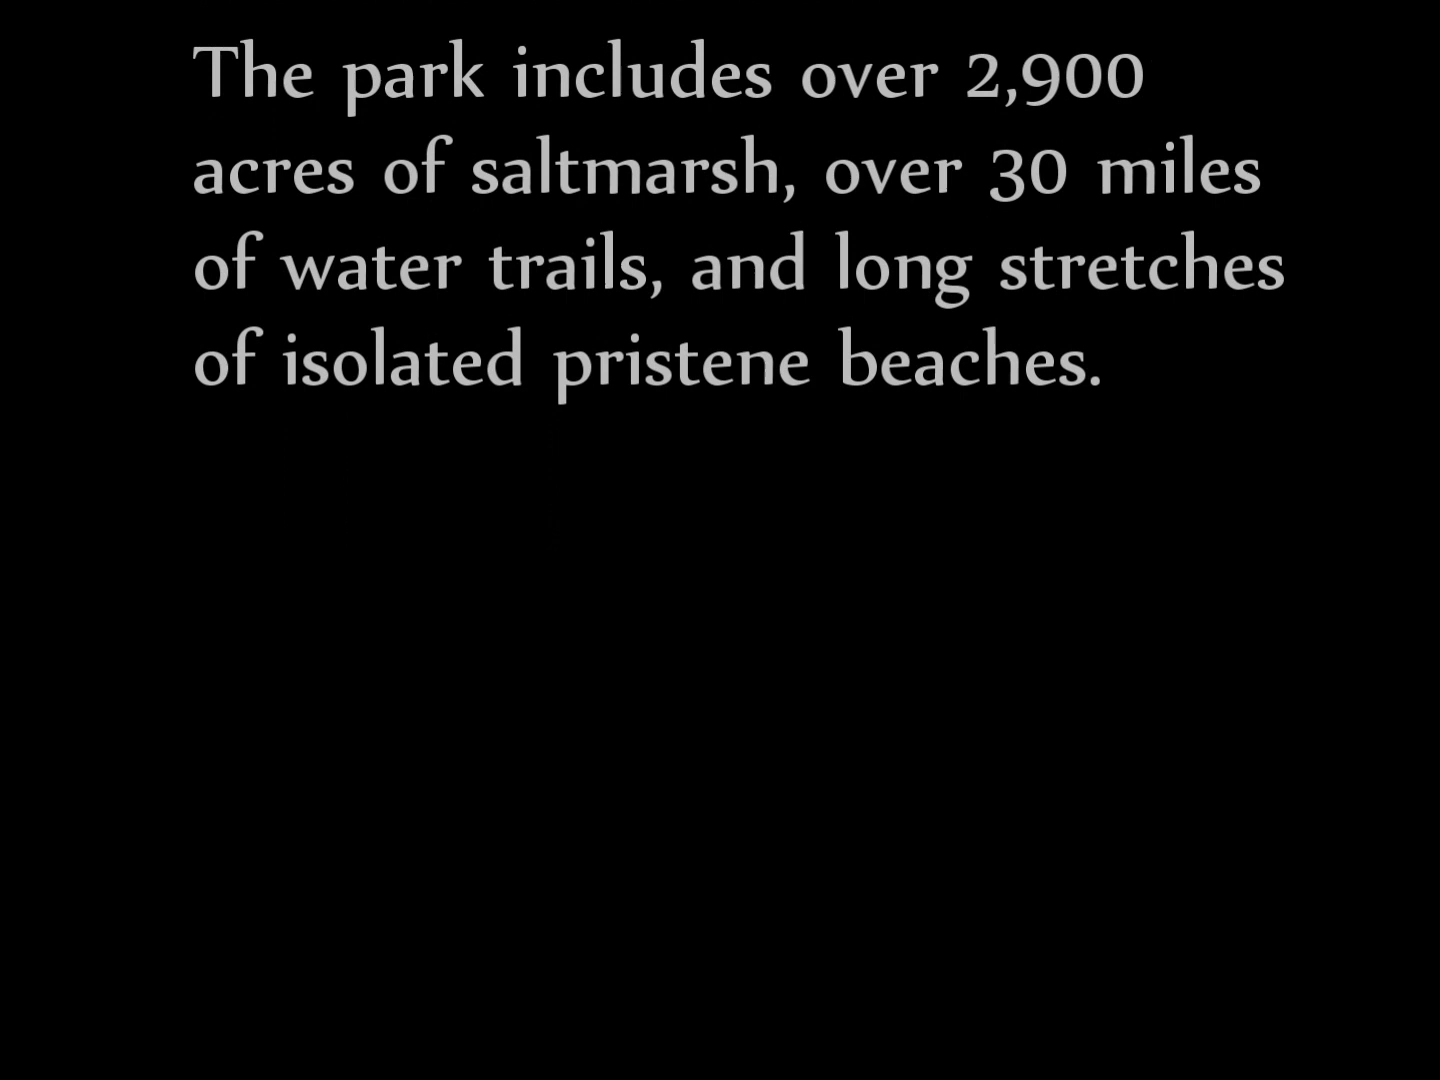 The park includes over 2,900
acres of saltmarsh, over 30 miles
of water trails, and long stretches
of isolated pristene beaches.